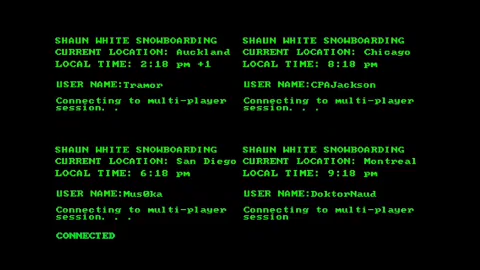 SHAUN WHITE SNOWBOARDING
CURRENT LOCATION: Auckland
LOCAL TIME: 2:18 pm +1
USER NAME:Tramor
Connecting to multi-player
session. . .
SHAUN WHITE SNOWBOARDING
CURRENT LOCATION: Chicago
LOCAL TIME: 8:18 pm
USER NAME:CPAJackson
Connecting to multi-player
session. . .
SHAUN WHITE SNOWBOARDING
CURRENT LOCATION: San Diego
LOCAL TIME: 6:18 pm
USER NAME:Mus0ka
Connecting to multi-player
session. . .
CONNECTED
SHAUN WHITE SNOWBOARDING
CURRENT LOCATION: Montreal
LOCAL TIME: 9:18 pm
USER NAME:DoktorNaud
Connecting to multi-player
session